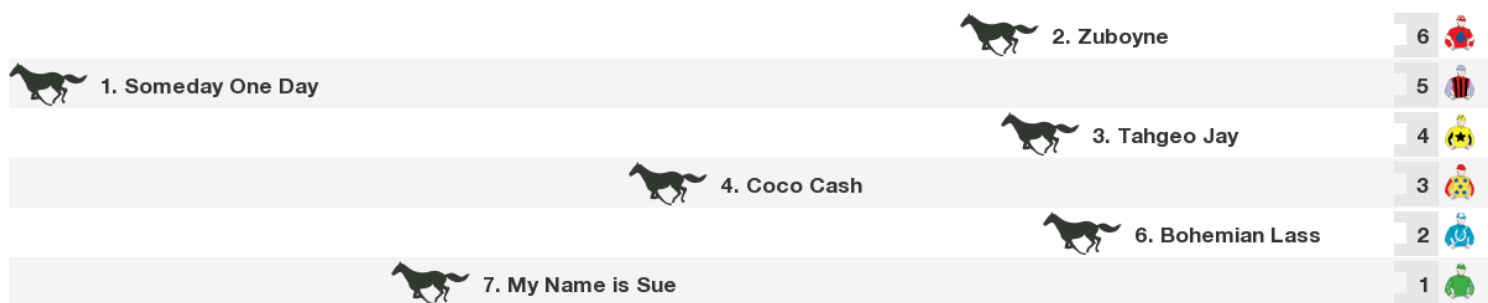 2. Zuboyne 6
1. Someday One Day 5
3. Tahgeo Jay 4
4. Coco Cash 3
6. Bohemian Lass 2
7. My Name is Sue 1